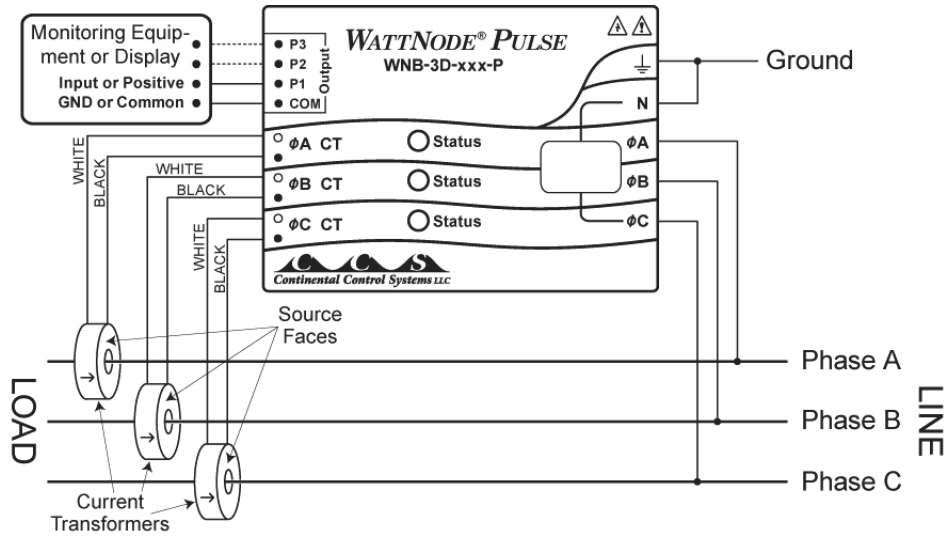 Monitoring Equip-
ment or Display
Input or Positive
GND or Common
P3
P2
P1
COM
Output
WATTNODE® PULSE
WNB-3D-xxx-P
Ground
N
ΦA CT
Status
ΦA
ΦB CT
Status
ΦB
ΦC CT
Status
ΦC
CCS
Continental Control Systems LLC
WHITE
BLACK
WHITE
BLACK
WHITE
BLACK
Source
Faces
LOAD
Phase A
Phase B
Phase C
LINE
Current
Transformers